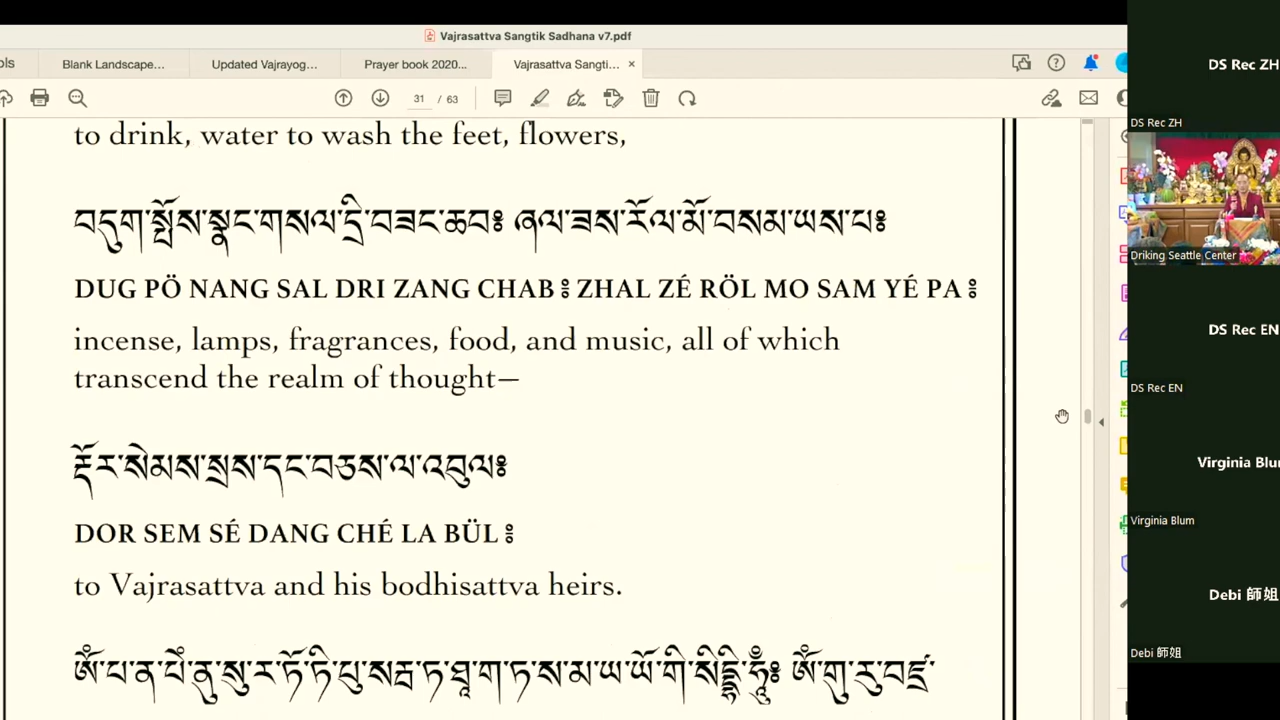 Vajrasattva Sangtik Sadhana v7.pdf
ols
Blank Landscape...
Updated Vajrayog...
Prayer book 2020...
Vajrasattva Sangti... ×
31 / 63
to drink, water to wash the feet, flowers,
བདུག་སྤོས་སྣང་གསལ་དྲི་བཟང་ཆབ༔ ཞལ་ཟས་རོལ་མོ་བསམ་ཡས་པ༔
DUG PÖ NANG SAL DRI ZANG CHAB༔ ZHAL ZÉ RÖL MO SAM YÉ PA༔
incense, lamps, fragrances, food, and music, all of which
transcend the realm of thought—
རྡོར་སེམས་སྲས་དང་བཅས་ལ་འབུལ༔
DOR SEM SÉ DANG CHÉ LA BÜL༔
to Vajrasattva and his bodhisattva heirs.
ཨོཾ་པ་ན་པེཾ་ནུ་སུ་ར་ཏོ་ཏི་པུ་སརྦ་ཏ་ཐཱ་ག་ཏ་ས་མ་ཡ་ཡོ་གི་སིདྡྷི་ཧཱུྃ༔ ཨོཾ་གུ་རུ་བཛྲ་
DS Rec ZH
DS Rec ZH
Driking Seattle Center
DS Rec EN
DS Rec EN
Virginia Blu
Virginia Blum
Debi 師姐
Debi 師姐